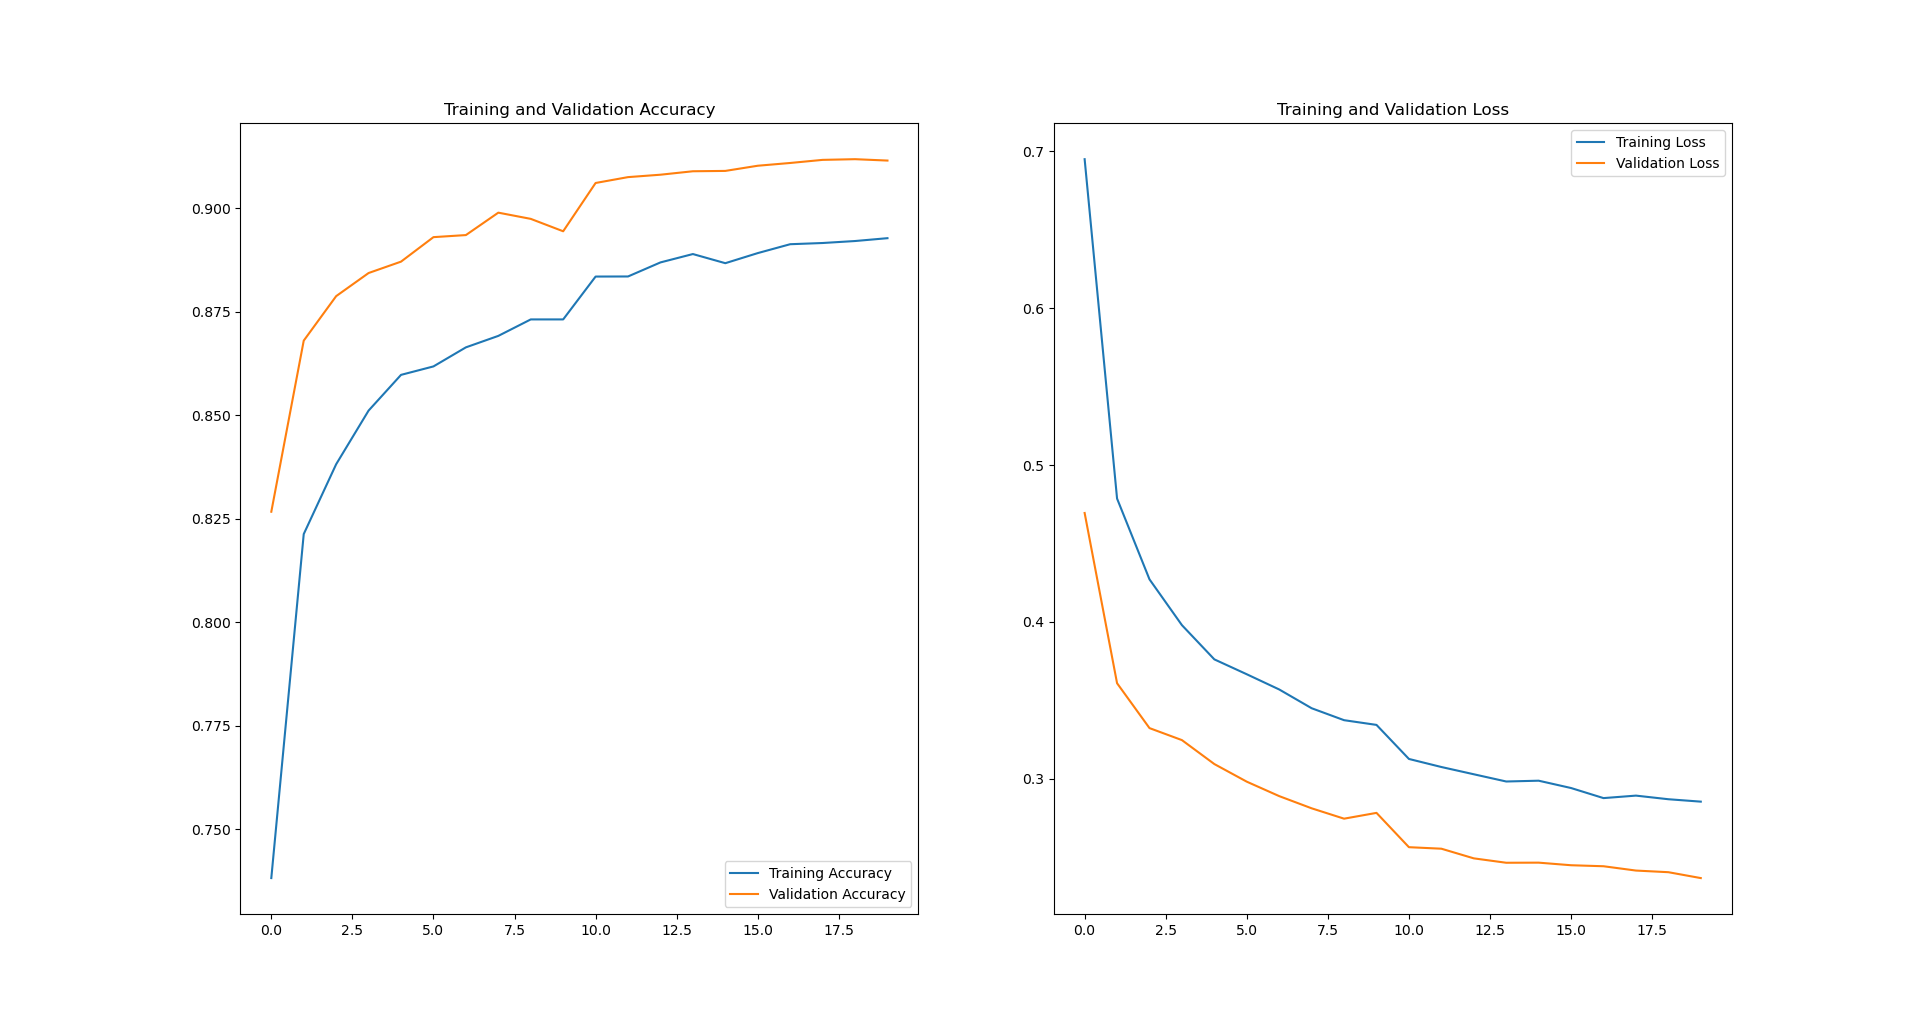 Training and Validation Accuracy
0.900
0.875
0.850
0.825
0.800
0.775
0.750
Training Accuracy
Validation Accuracy
0.0 2.5 5.0 7.5 10.0 12.5 15.0 17.5
Training and Validation Loss
Training Loss
Validation Loss
0.7
0.6
0.5
0.4
0.3
0.0 2.5 5.0 7.5 10.0 12.5 15.0 17.5